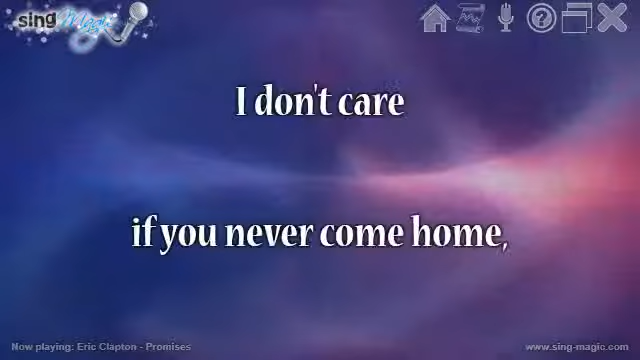 sing Magic
I don't care
if you never come home,
Now playing: Eric Clapton - Promises
www.sing-magic.com